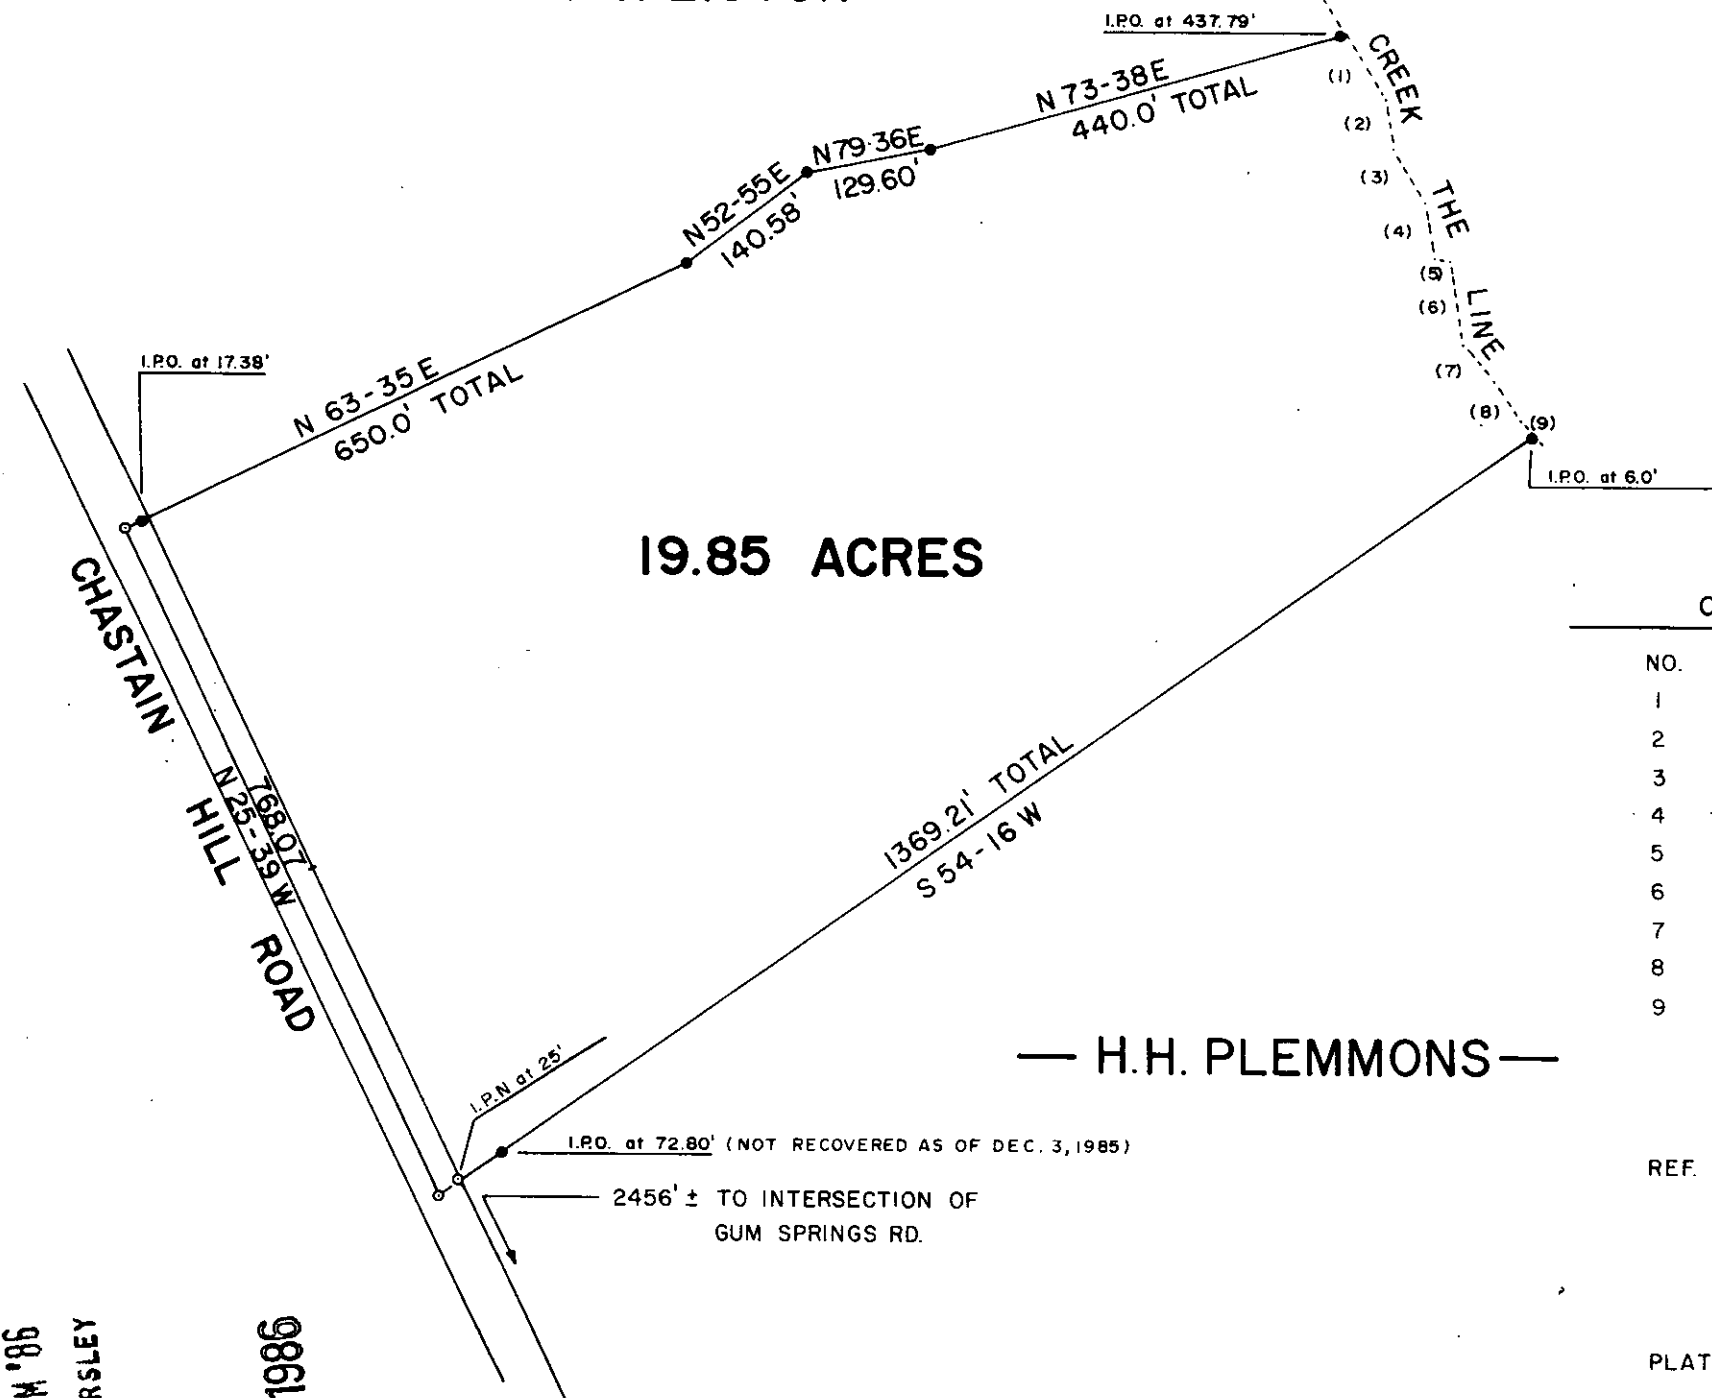 I.P.O. at 437.79'
CREEK THE LINE
(1)
(2)
(3)
(4)
(5)
(6)
(7)
(8)
(9)
N 73-38E
440.0' TOTAL
N79-36E
129.60'
N52-55E
140.58'
N 63-35 E
650.0' TOTAL
I.P.O. at 17.38'
I.P.O. at 6.0'
19.85 ACRES
CHASTAIN HILL ROAD
768.07'
N 25-39 W
1369.21' TOTAL
S 54-16 W
NO.
1
2
3
4
5
6
7
8
9
— H.H. PLEMMONS —
I.P.N at 25'
I.P.O. at 72.80' (NOT RECOVERED AS OF DEC. 3, 1985)
2456' ± TO INTERSECTION OF
GUM SPRINGS RD.
REF.
PLAT
M '86
RSLEY
1986